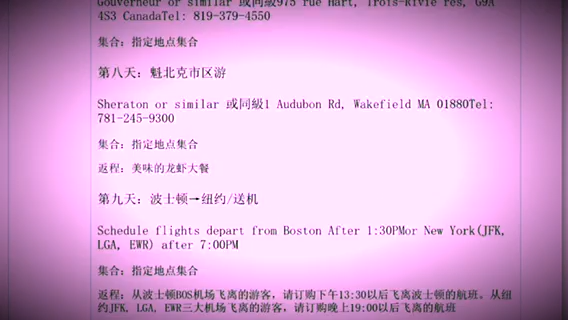 Gouverneur or similar 或同級975 rue Hart, Trois-Riviè res, G9A
4S3 CanadaTel: 819-379-4550
集合: 指定地点集合
第八天: 魁北克市区游
Sheraton or similar 或同級1 Audubon Rd, Wakefield MA 01880Tel:
781-245-9300
集合: 指定地点集合
返程: 美味的龙虾大餐
第九天: 波士顿→纽约/送机
Schedule flights depart from Boston After 1:30PMor New York(JFK,
LGA, EWR) after 7:00PM
集合: 指定地点集合
返程: 从波士顿BOS机场飞离的游客, 请订购下午13:30以后飞离波士顿的航班。从纽
约JFK, LGA, EWR三大机场飞离的游客, 请订购晚上19:00以后飞离的航班